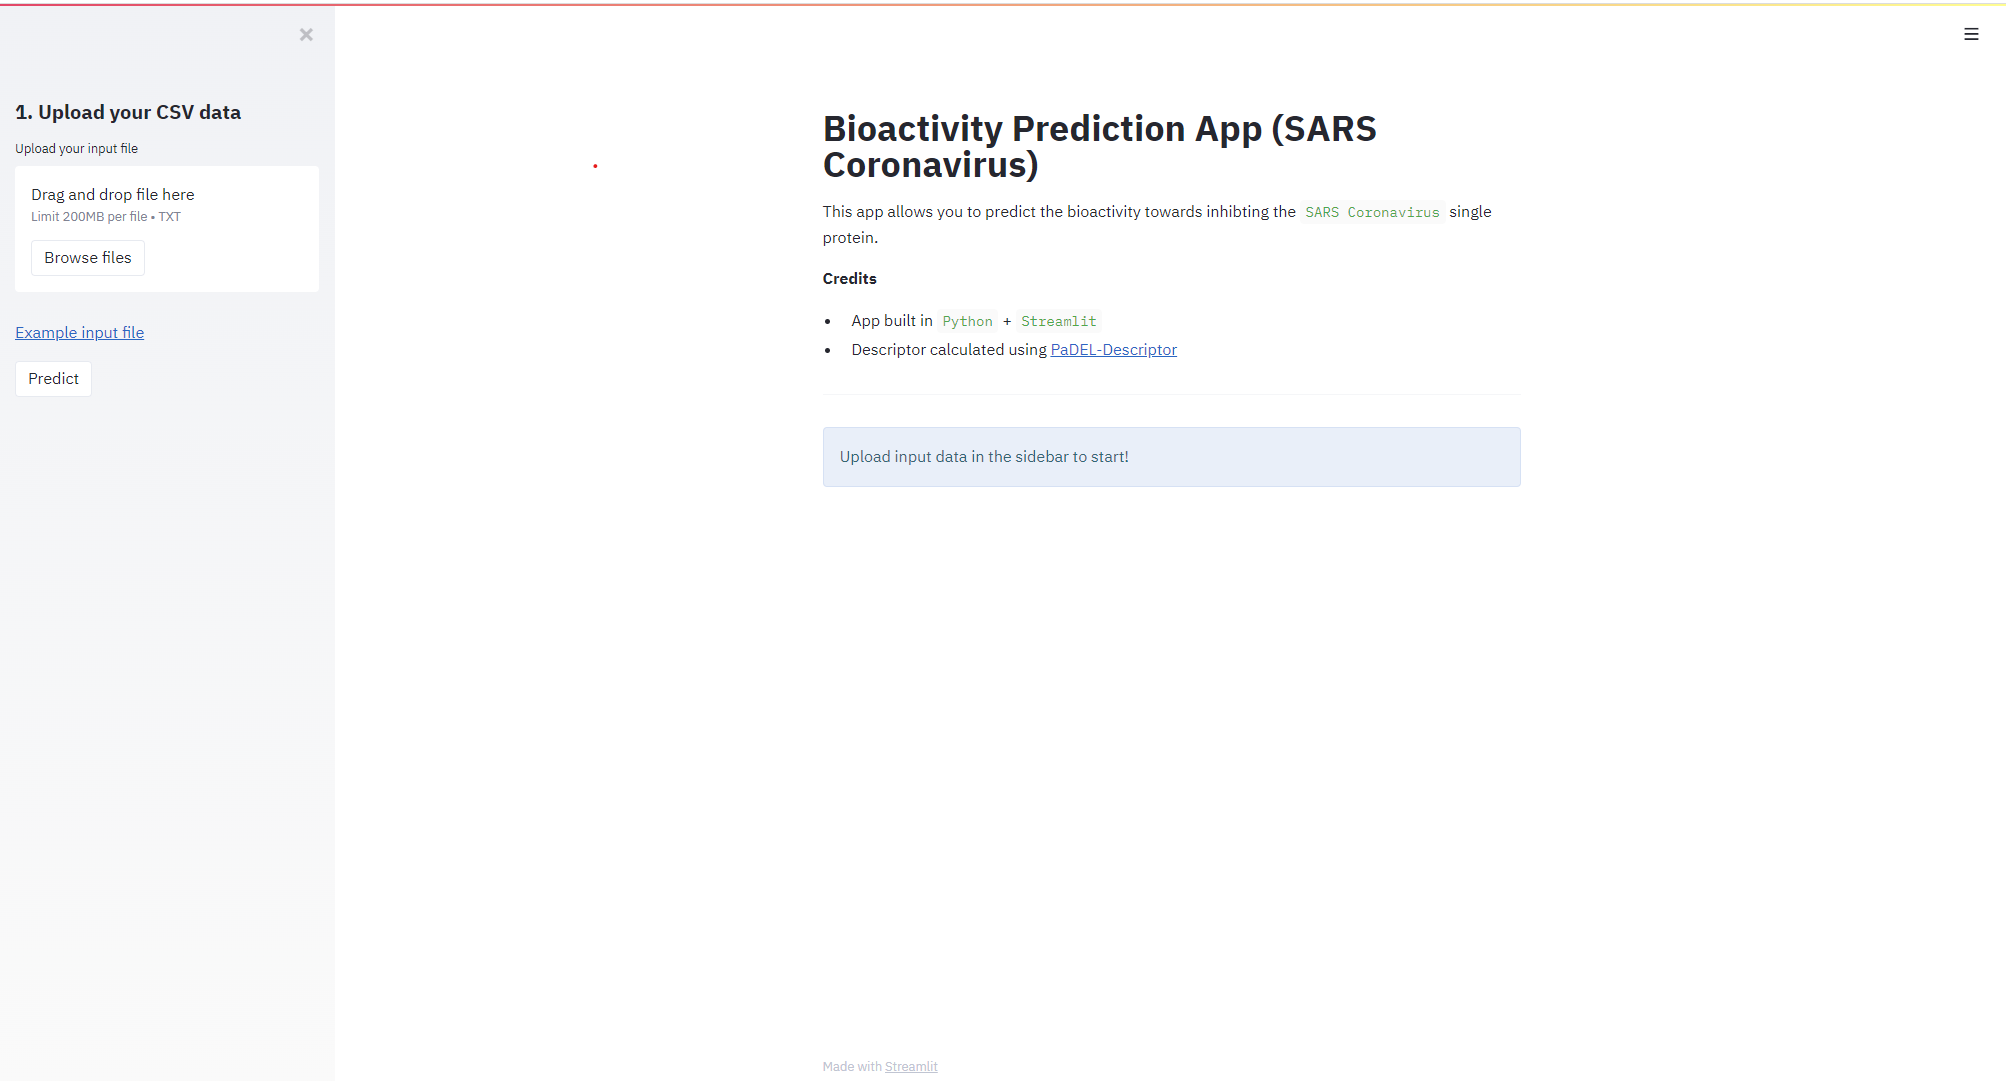 1. Upload your CSV data
Upload your input file
Drag and drop file here
Limit 200MB per file • TXT
Browse files
Example input file
Predict
Bioactivity Prediction App (SARS
Coronavirus)
This app allows you to predict the bioactivity towards inhibting the SARS Coronavirus single
protein.
Credits
• App built in Python + Streamlit
• Descriptor calculated using PaDEL-Descriptor
Upload input data in the sidebar to start!
Made with Streamlit